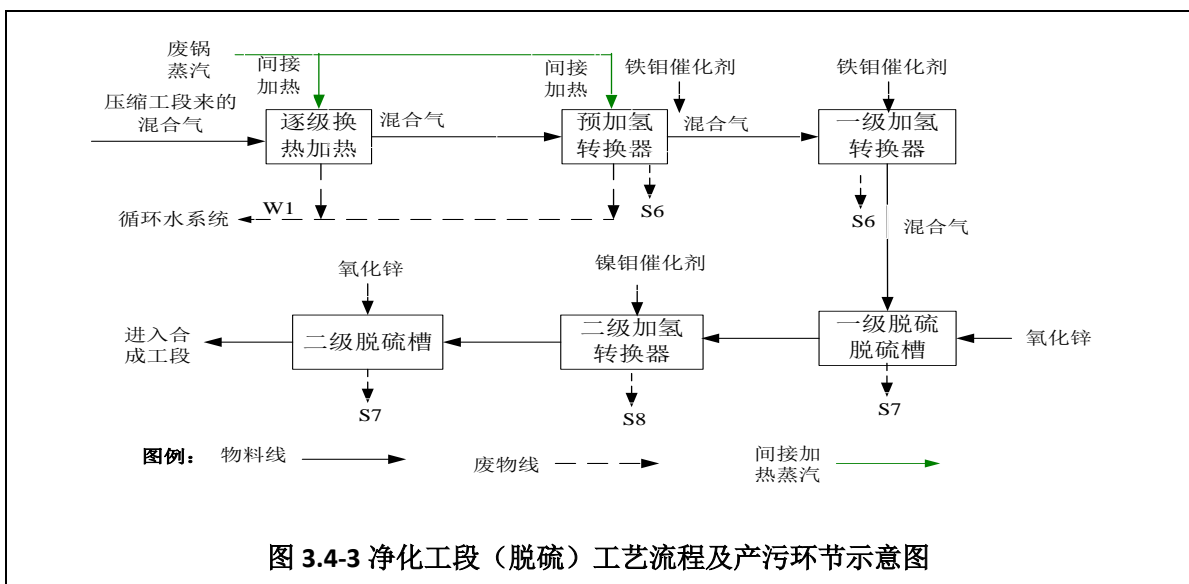 废锅
蒸汽
间接
加热
间接
加热
铁钼催化剂
铁钼催化剂
压缩工段来的
混合气
逐级换
热加热
混合气
预加氢
转换器
混合气
一级加氢
转换器
循环水系统
W1
S6
S6
混合气
氧化锌
镍钼催化剂
进入合
成工段
二级脱硫槽
二级加氢
转换器
一级脱硫
脱硫槽
氧化锌
S7
S8
S7
图例：
物料线
废物线
间接加
热蒸汽
图 3.4-3 净化工段（脱硫）工艺流程及产污环节示意图